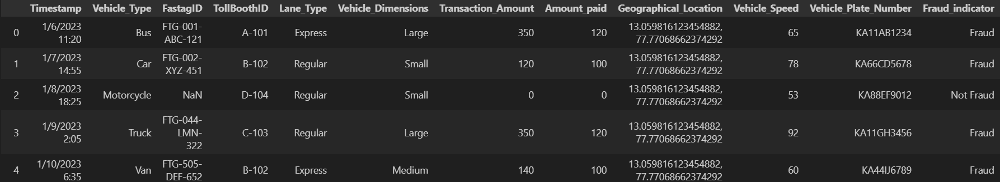 Timestamp Vehicle_Type FastagID TollBoothID Lane_Type Vehicle_Dimensions Transaction_Amount Amount_paid Geographical_Location Vehicle_Speed Vehicle_Plate_Number Fraud_indicator
0 1/6/2023 11:20 Bus FTG-001-ABC-121 A-101 Express Large 350 120 13.059816123454882, 77.77068662374292 65 KA11AB1234 Fraud
1 1/7/2023 14:55 Car FTG-002-XYZ-451 B-102 Regular Small 120 100 13.059816123454882, 77.77068662374292 78 KA66CD5678 Fraud
2 1/8/2023 18:25 Motorcycle NaN D-104 Regular Small 0 0 13.059816123454882, 77.77068662374292 53 KA88EF9012 Not Fraud
3 1/9/2023 2:05 Truck FTG-044-LMN-322 C-103 Regular Large 350 120 13.059816123454882, 77.77068662374292 92 KA11GH3456 Fraud
4 1/10/2023 6:35 Van FTG-505-DEF-652 B-102 Express Medium 140 100 13.059816123454882, 77.77068662374292 60 KA44IJ6789 Fraud